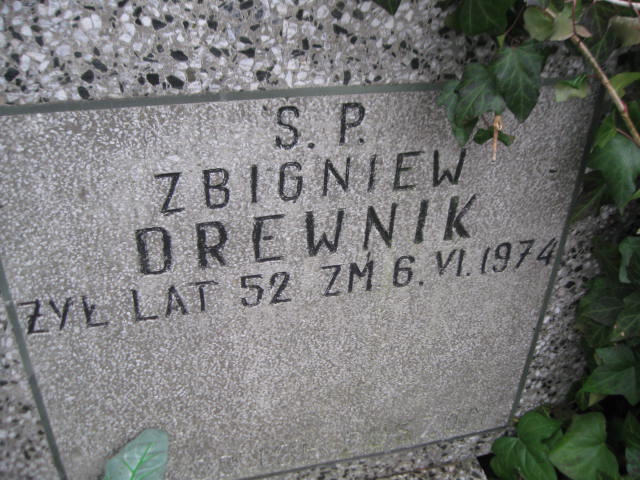 Ś. P.
ZBIGNIEW
DREWNIK
ŻYŁ LAT 52 ZM 6. VI. 1974